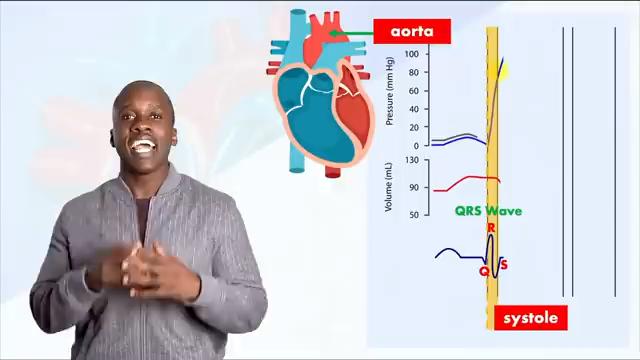 aorta
Pressure (mm Hg)
100
80
60
40
20
0
Volume (mL)
130
90
50
QRS Wave
R
Q
S
systole